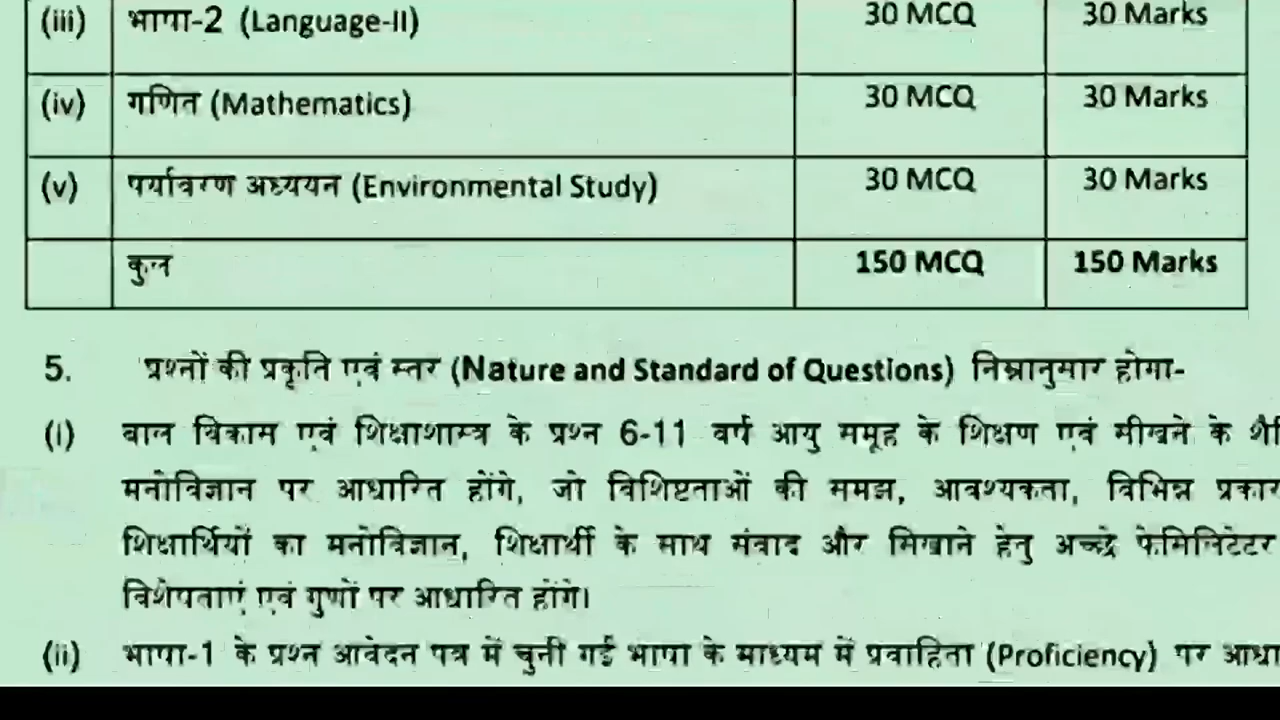 (iii) भाषा-2 (Language-II) 30 MCQ 30 Marks
(iv) गणित (Mathematics) 30 MCQ 30 Marks
(v) पर्यावरण अध्ययन (Environmental Study) 30 MCQ 30 Marks
कुल 150 MCQ 150 Marks
5. प्रश्नों की प्रकृति एवं स्तर (Nature and Standard of Questions) निम्नानुसार होगा-
(i) बाल विकास एवं शिक्षाशास्त्र के प्रश्न 6-11 वर्ष आयु समूह के शिक्षण एवं सीखने के
मनोविज्ञान पर आधारित होंगे, जो विशिष्टताओं की समझ, आवश्यकता, विभिन्न प्रकार
शिक्षार्थियों का मनोविज्ञान, शिक्षार्थी के साथ संवाद और सिखाने हेतु अच्छे फेसिलिटेटर
विशेषताएं एवं गुणों पर आधारित होंगे।
(ii) भाषा-1 के प्रश्न आवेदन पत्र में चुनी गई भाषा के माध्यम में प्रवाहिता (Proficiency) पर